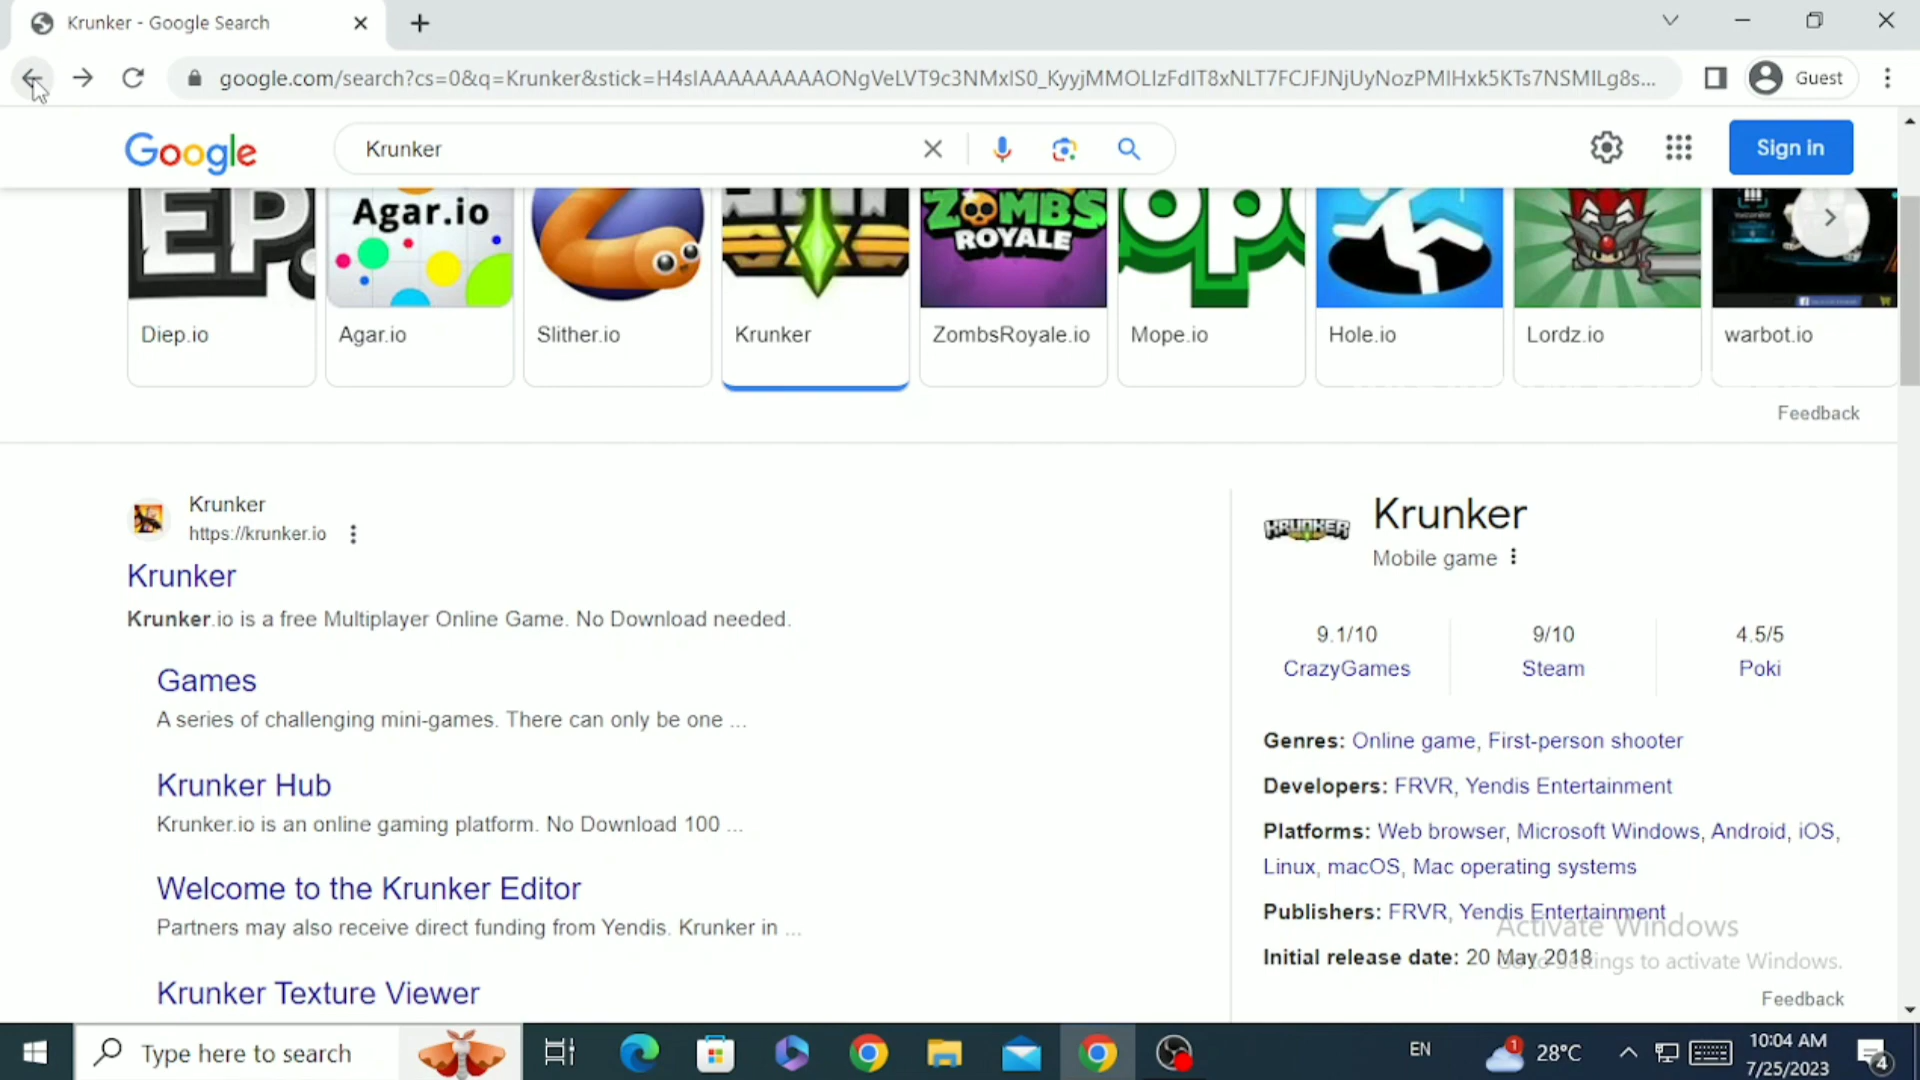 Krunker - Google Search
google.com/search?cs=0&q=Krunker&stick=H4sIAAAAAAAAAONgVeLVT9c3NMxIS0_KyyjMMOLIzFdIT8xNLT7FCJFJNjUyNozPMIHxk5KTs7NSMILg8s...
Guest
Google
Krunker
Sign in
Agar.io
ZOMBS
ROYALE
Diep.io
Agar.io
Slither.io
Krunker
ZombsRoyale.io
Mope.io
Hole.io
Lordz.io
warbot.io
Feedback
Krunker
https://krunker.io
Krunker
Krunker.io is a free Multiplayer Online Game. No Download needed.
Games
A series of challenging mini-games. There can only be one ...
Krunker Hub
Krunker.io is an online gaming platform. No Download 100 ...
Welcome to the Krunker Editor
Partners may also receive direct funding from Yendis. Krunker in ...
Krunker Texture Viewer
KRUNKER
Krunker
Mobile game
9.1/10
CrazyGames
9/10
Steam
4.5/5
Poki
Genres: Online game, First-person shooter
Developers: FRVR, Yendis Entertainment
Platforms: Web browser, Microsoft Windows, Android, iOS,
Linux, macOS, Mac operating systems
Publishers: FRVR, Yendis Entertainment
Initial release date: 20 May 2018
Activate Windows
Go to Settings to activate Windows.
Feedback
Type here to search
EN
1
28°C
10:04 AM
7/25/2023
4